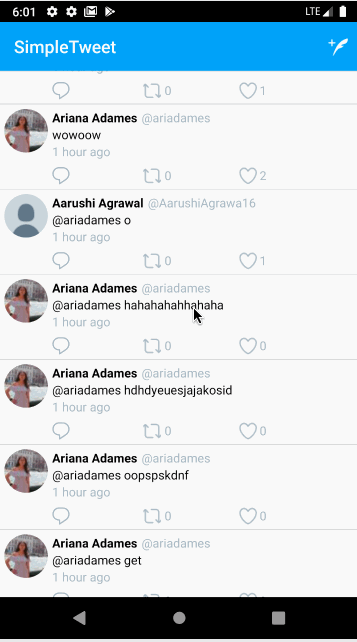 6:01 LTE
SimpleTweet
0 1
Ariana Adames @ariadames
wowoow
1 hour ago
0 2
Aarushi Agrawal @AarushiAgrawa16
@ariadames o
1 hour ago
0 1
Ariana Adames @ariadames
@ariadames hahahahahhahaha
1 hour ago
0 0
Ariana Adames @ariadames
@ariadames hdhdyeuesjajakosid
1 hour ago
0 0
Ariana Adames @ariadames
@ariadames oopspskdnf
1 hour ago
0 0
Ariana Adames @ariadames
@ariadames get
1 hour ago